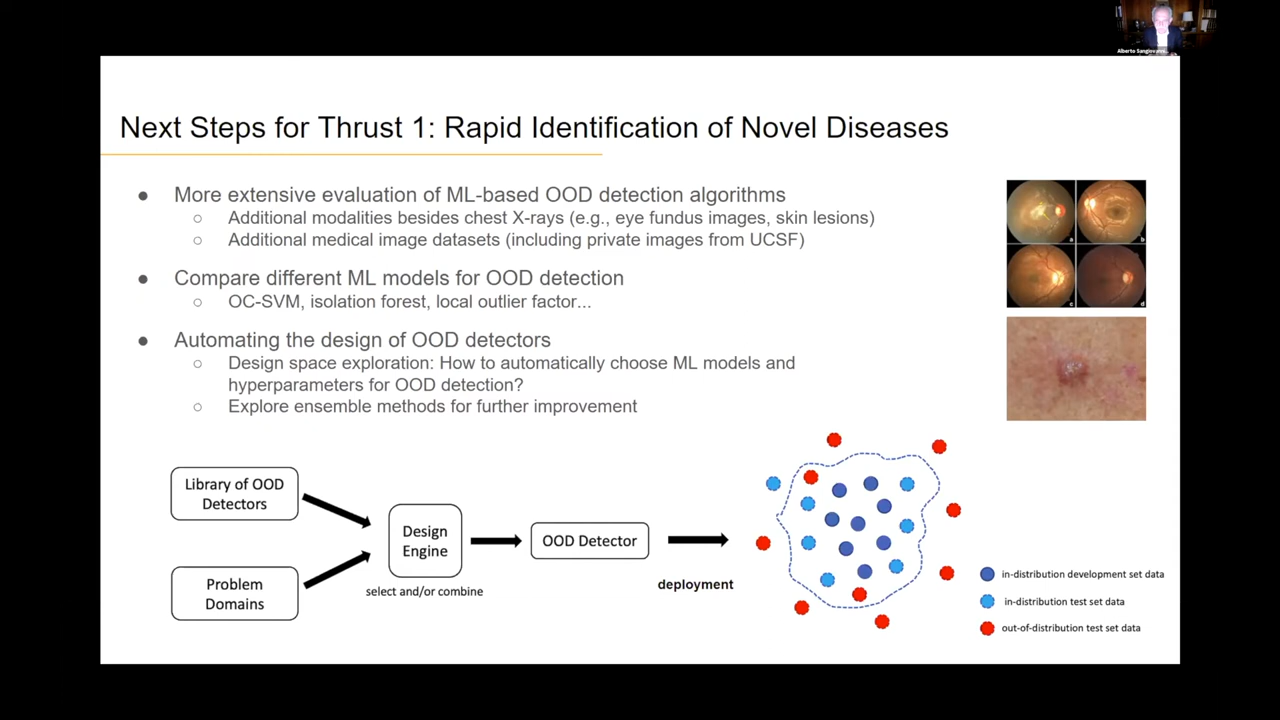 Alberto Sangiovanni...
Next Steps for Thrust 1: Rapid Identification of Novel Diseases
● More extensive evaluation of ML-based OOD detection algorithms
○ Additional modalities besides chest X-rays (e.g., eye fundus images, skin lesions)
○ Additional medical image datasets (including private images from UCSF)
● Compare different ML models for OOD detection
○ OC-SVM, isolation forest, local outlier factor...
● Automating the design of OOD detectors
○ Design space exploration: How to automatically choose ML models and
hyperparameters for OOD detection?
○ Explore ensemble methods for further improvement
a
b
c
d
Library of OOD
Detectors
Problem
Domains
Design
Engine
select and/or combine
OOD Detector
deployment
in-distribution development set data
in-distribution test set data
out-of-distribution test set data